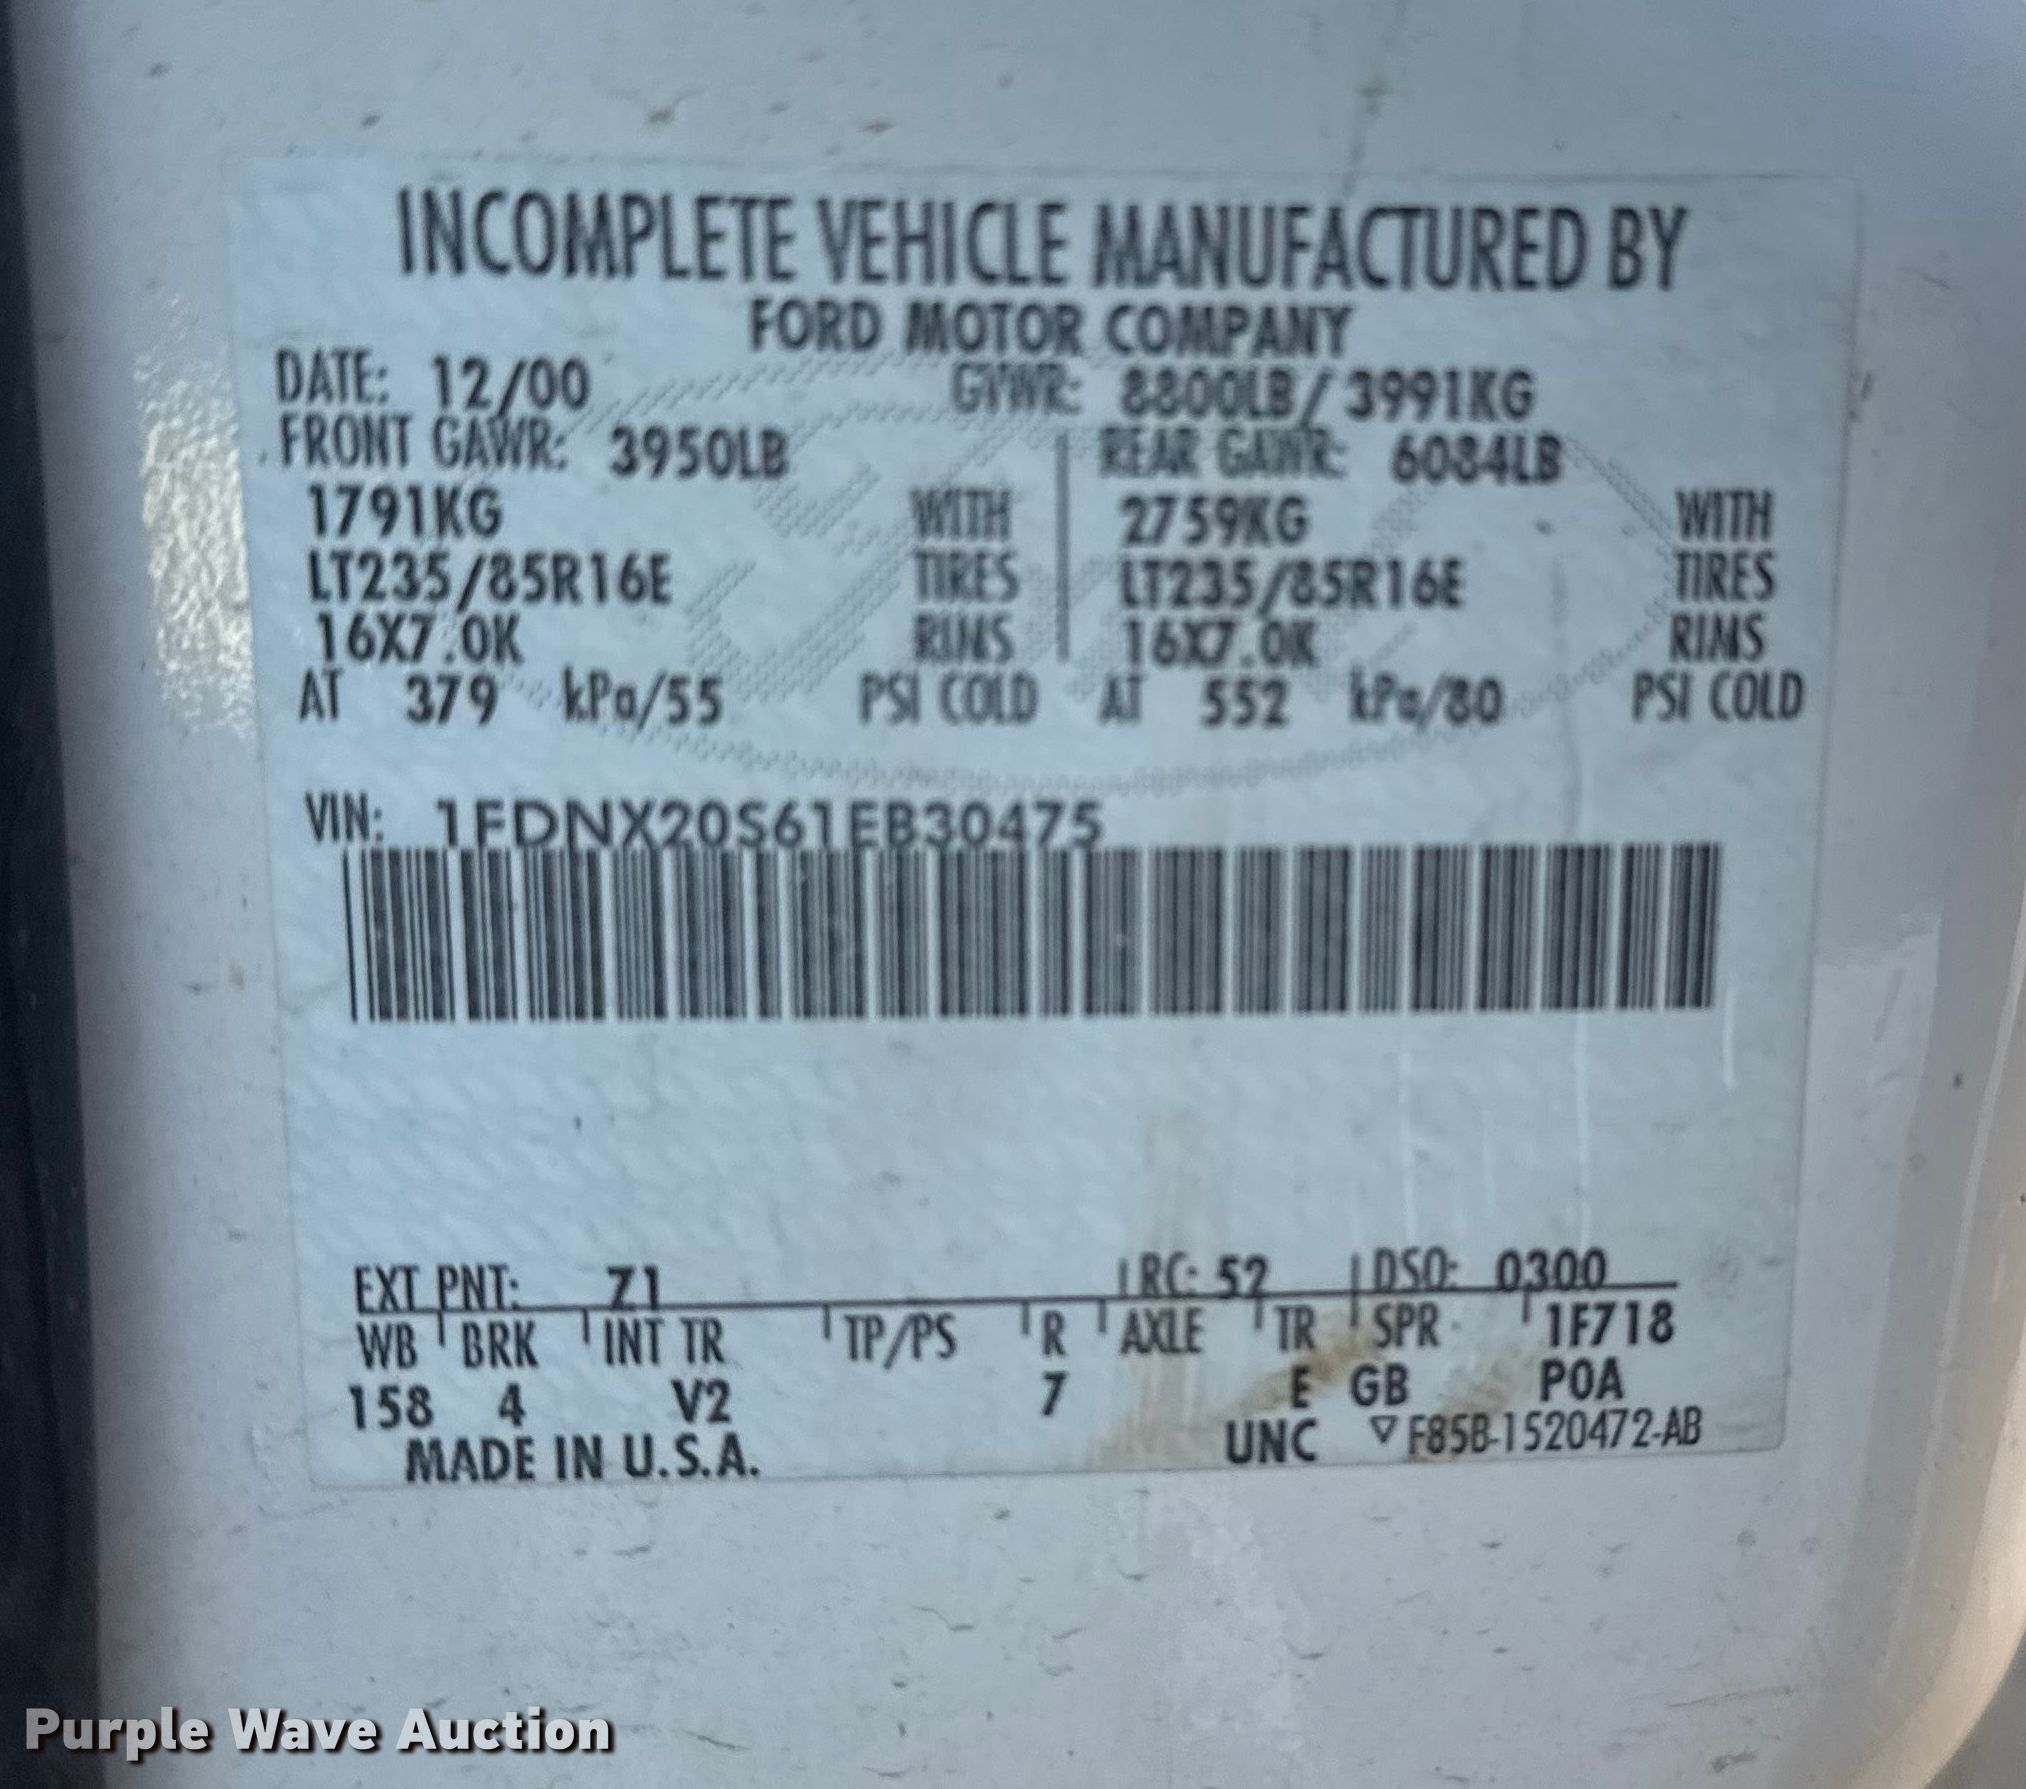 INCOMPLETE VEHICLE MANUFACTURED BY
FORD MOTOR COMPANY
DATE: 12/00 GVWR: 8800LB/ 3991KG
FRONT GAWR: 3950LB REAR GAWR: 6084LB
1791KG WITH 2759KG WITH
LT235/85R16E TIRES LT235/85R16E TIRES
16X7.0K RIMS 16X7.0K RIMS
AT 379 kPa/55 PSI COLD AT 552 kPa/80 PSI COLD
VIN: 1FDNX20S61EB30475
EXT PNT: Z1 RC: 52 DSO: 0300
WB BRK INT TR TP/PS R AXLE TR SPR 1F718
158 4 V2 7 E GB POA
MADE IN U.S.A. UNC ▽ F85B-1520472-AB
Purple Wave Auction